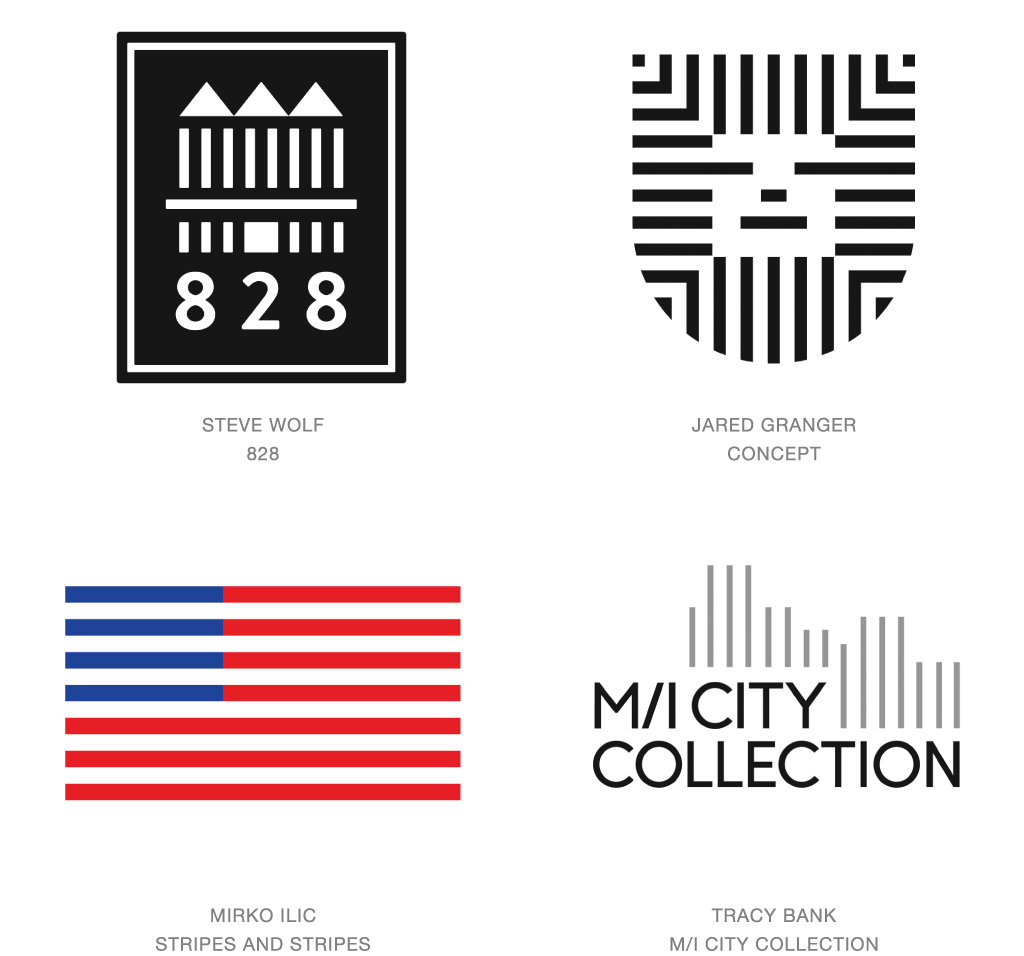 828
STEVE WOLF
828
JARED GRANGER
CONCEPT
M/I CITY
COLLECTION
MIRKO ILIC
STRIPES AND STRIPES
TRACY BANK
M/I CITY COLLECTION